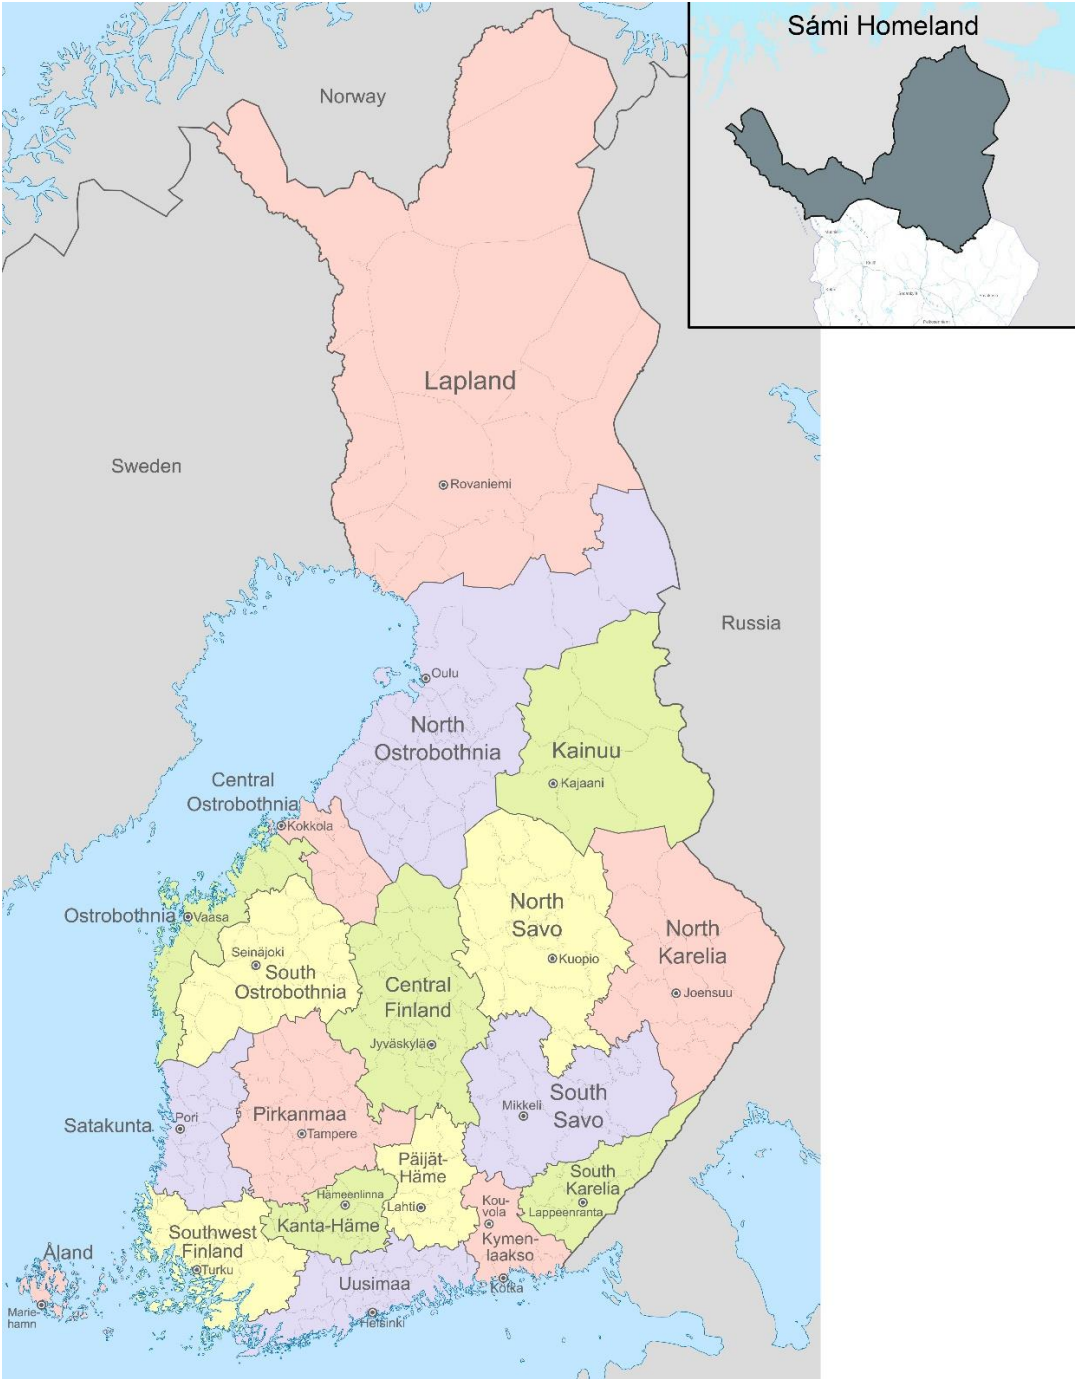 Sámi Homeland
Norway
Lapland
Sweden
Rovaniemi
Russia
Oulu
North
Ostrobothnia
Kainuu
Kajaani
Central
Ostrobothnia
Kokkola
Ostrobothnia
Vaasa
North
Savo
Kuopio
North
Karelia
Joensuu
Seinäjoki
South
Ostrobothnia
Central
Finland
Jyväskylä
Satakunta
Pori
Pirkanmaa
Tampere
Mikkeli
South
Savo
Päijät-
Häme
Lahti
Hämeenlinna
Kanta-Häme
South
Karelia
Lappeenranta
Kou-
vola
Kymen-
laakso
Kotka
Southwest
Finland
Turku
Åland
Marie-
hamn
Uusimaa
Helsinki